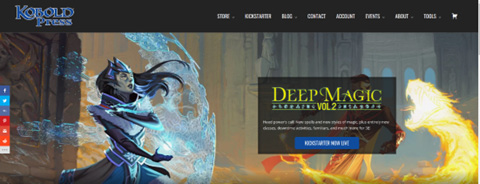 KOBOLD
Press
STORE
KICKSTARTER
BLOG
CONTACT
ACCOUNT
EVENTS
ABOUT
TOOLS
DEEP MAGIC
VOL.2
KICKSTARTER NOW LIVE